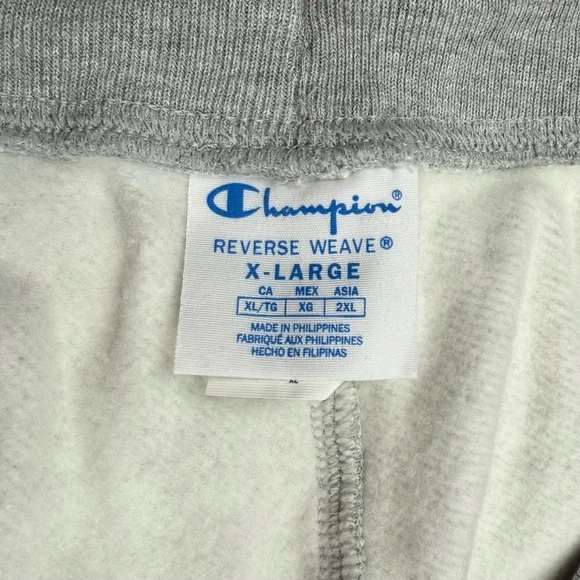 Champion®
REVERSE WEAVE®
X-LARGE
CA MEX ASIA
XL/TG XG 2XL
MADE IN PHILIPPINES
FABRIQUÉ AUX PHILIPPINES
HECHO EN FILIPINAS
XL